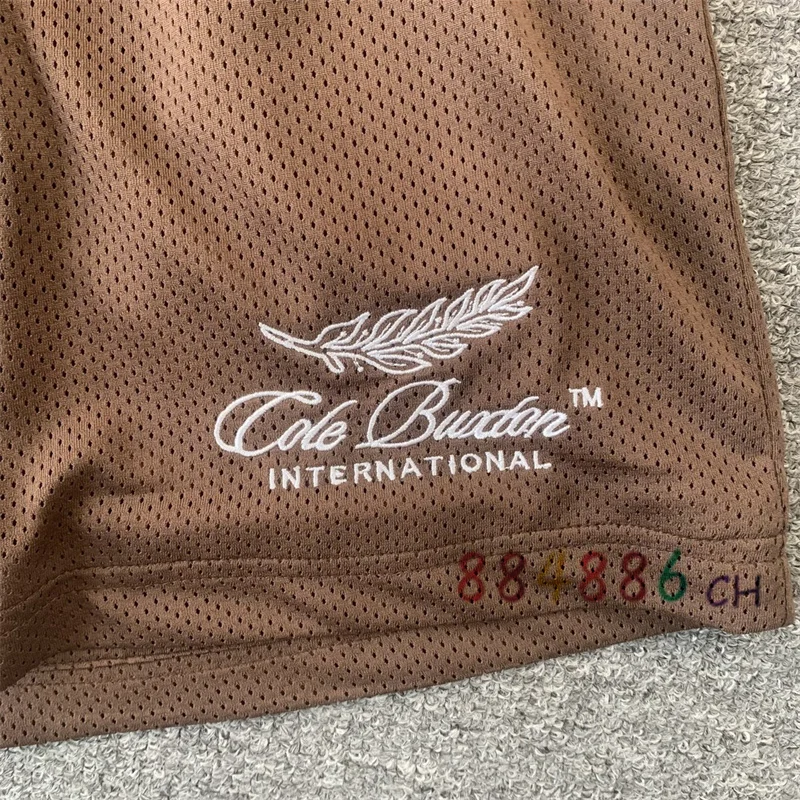 Cole Buxton™
INTERNATIONAL
884886 CH